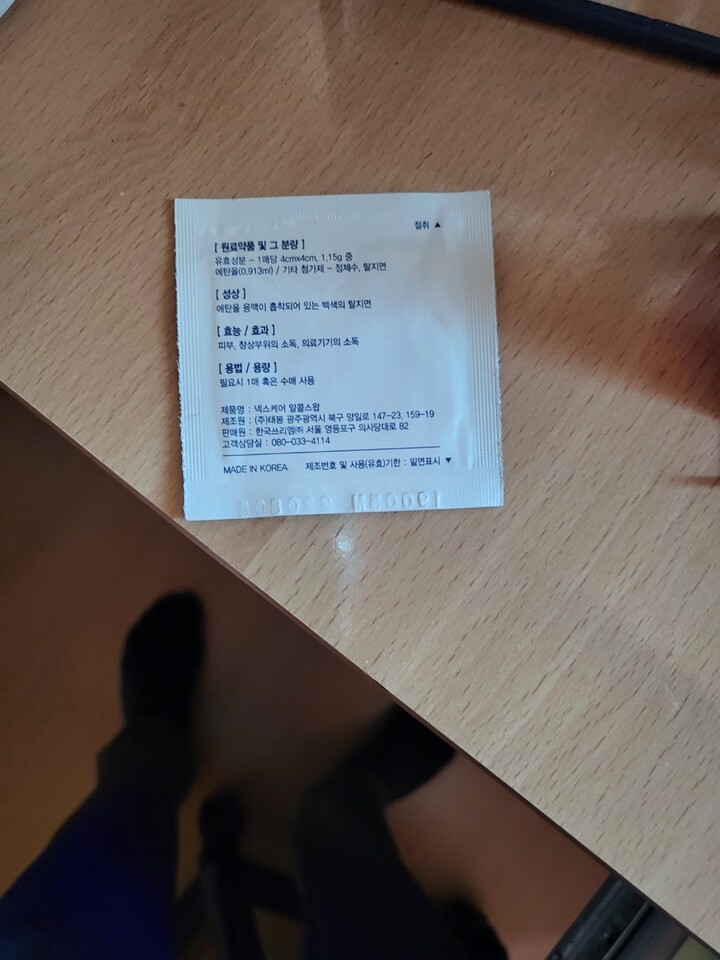 절취 ▲
[ 원료약품 및 그 분량 ]
유효성분 - 1매당 4cmx4cm, 1.15g 중
에탄올(0.913ml) / 기타 첨가제 - 정제수, 탈지면
[ 성상 ]
에탄올 용액이 흡착되어 있는 백색의 탈지면
[ 효능 / 효과 ]
피부, 창상부위의 소독, 의료기기의 소독
[ 용법 / 용량 ]
필요시 1매 혹은 수매 사용
제품명 : 넥스케어 알콜스왑
제조원 : (주)태봉 광주광역시 북구 양일로 147-23, 159-19
판매원 : 한국쓰리엠㈜ 서울 영등포구 의사당대로 82
고객상담실 : 080-033-4114
MADE IN KOREA 제조번호 및 사용(유효)기한 : 밑면표시 ▼